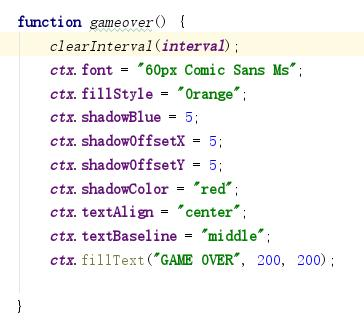 function gameover() {
clearInterval(interval);
ctx.font = "60px Comic Sans Ms";
ctx.fillStyle = "Orange";
ctx.shadowBlue = 5;
ctx.shadowOffsetX = 5;
ctx.shadowOffsetY = 5;
ctx.shadowColor = "red";
ctx.textAlign = "center";
ctx.textBaseline = "middle";
ctx.fillText("GAME OVER", 200, 200);
}